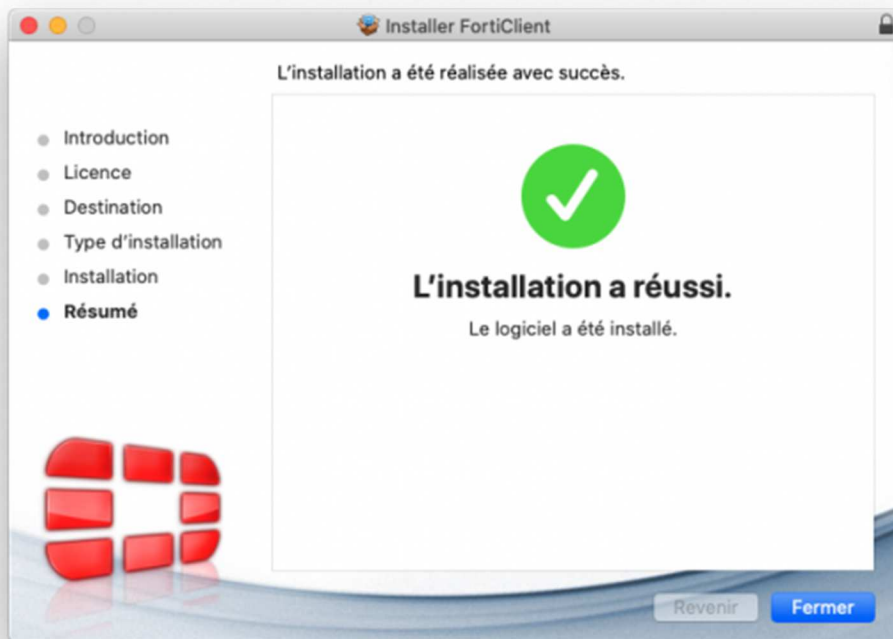 Installer FortiClient
L'installation a été réalisée avec succès.
Introduction
Licence
Destination
Type d'installation
Installation
Résumé
L'installation a réussi.
Le logiciel a été installé.
Revenir
Fermer